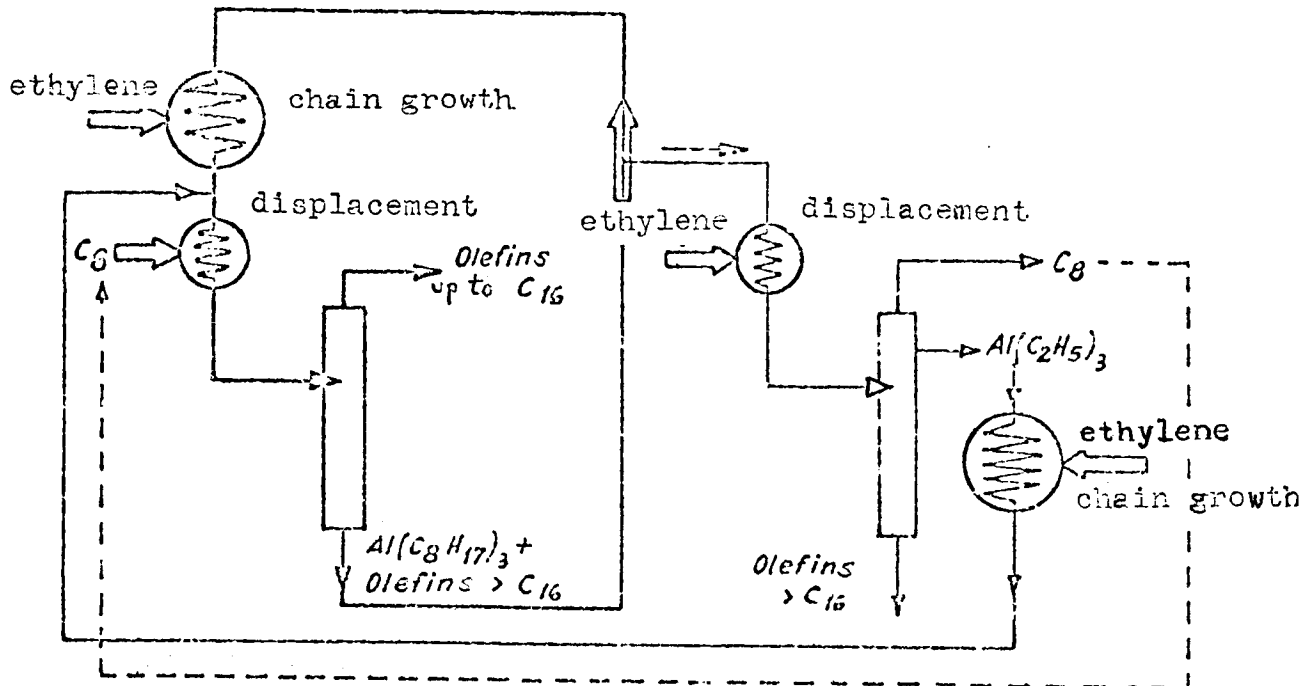 ethylene
chain growth
displacement
C8
Olefins
up to C16
ethylene
displacement
C8
Al(C2H5)3
ethylene
chain growth
Al(C8H17)3 +
Olefins > C16
Olefins
> C16